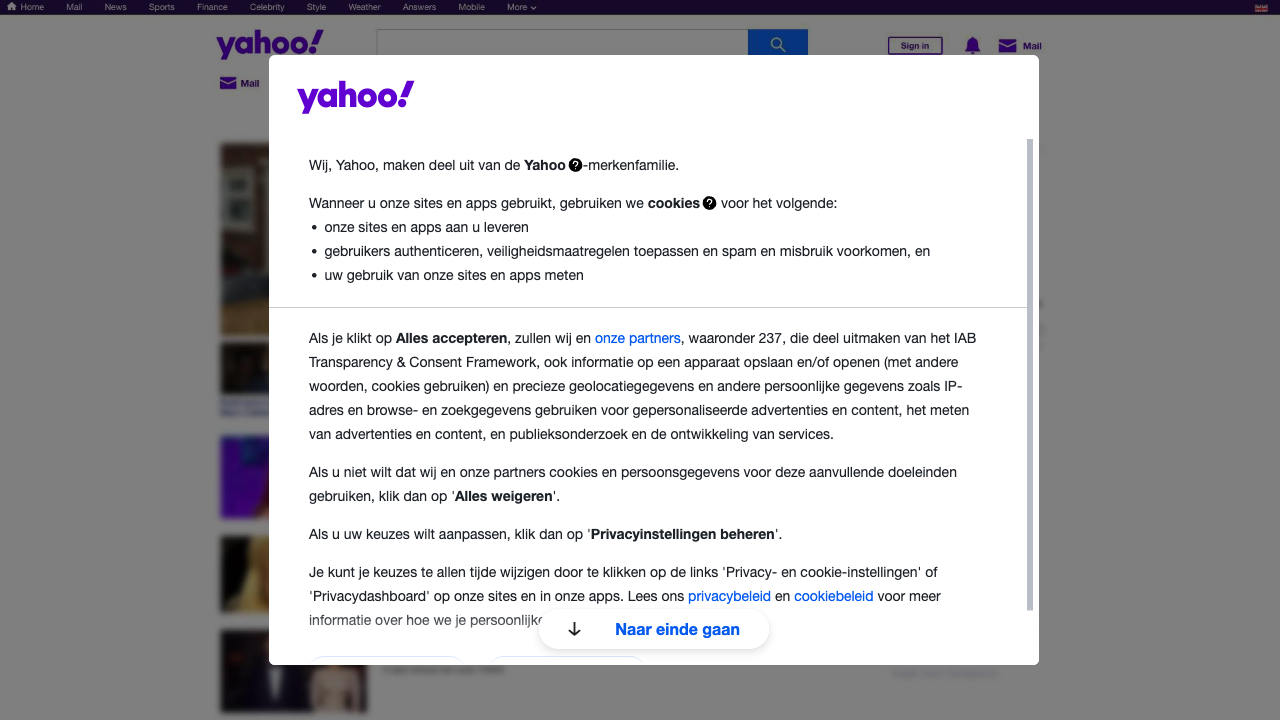 Home Mail News Sports Finance Celebrity Style Weather Answers Mobile More
yahoo!
Sign in
Mail
Mail
yahoo!
Wij, Yahoo, maken deel uit van de Yahoo ?-merkenfamilie.
Wanneer u onze sites en apps gebruikt, gebruiken we cookies ? voor het volgende:
• onze sites en apps aan u leveren
• gebruikers authenticeren, veiligheidsmaatregelen toepassen en spam en misbruik voorkomen, en
• uw gebruik van onze sites en apps meten
Als je klikt op Alles accepteren, zullen wij en onze partners, waaronder 237, die deel uitmaken van het IAB
Transparency & Consent Framework, ook informatie op een apparaat opslaan en/of openen (met andere
woorden, cookies gebruiken) en precieze geolocatiegegevens en andere persoonlijke gegevens zoals IP-
adres en browse- en zoekgegevens gebruiken voor gepersonaliseerde advertenties en content, het meten
van advertenties en content, en publieksonderzoek en de ontwikkeling van services.
Als u niet wilt dat wij en onze partners cookies en persoonsgegevens voor deze aanvullende doeleinden
gebruiken, klik dan op 'Alles weigeren'.
Als u uw keuzes wilt aanpassen, klik dan op 'Privacyinstellingen beheren'.
Je kunt je keuzes te allen tijde wijzigen door te klikken op de links 'Privacy- en cookie-instellingen' of
'Privacydashboard' op onze sites en in onze apps. Lees ons privacybeleid en cookiebeleid voor meer
informatie over hoe we je persoonlijke
Naar einde gaan